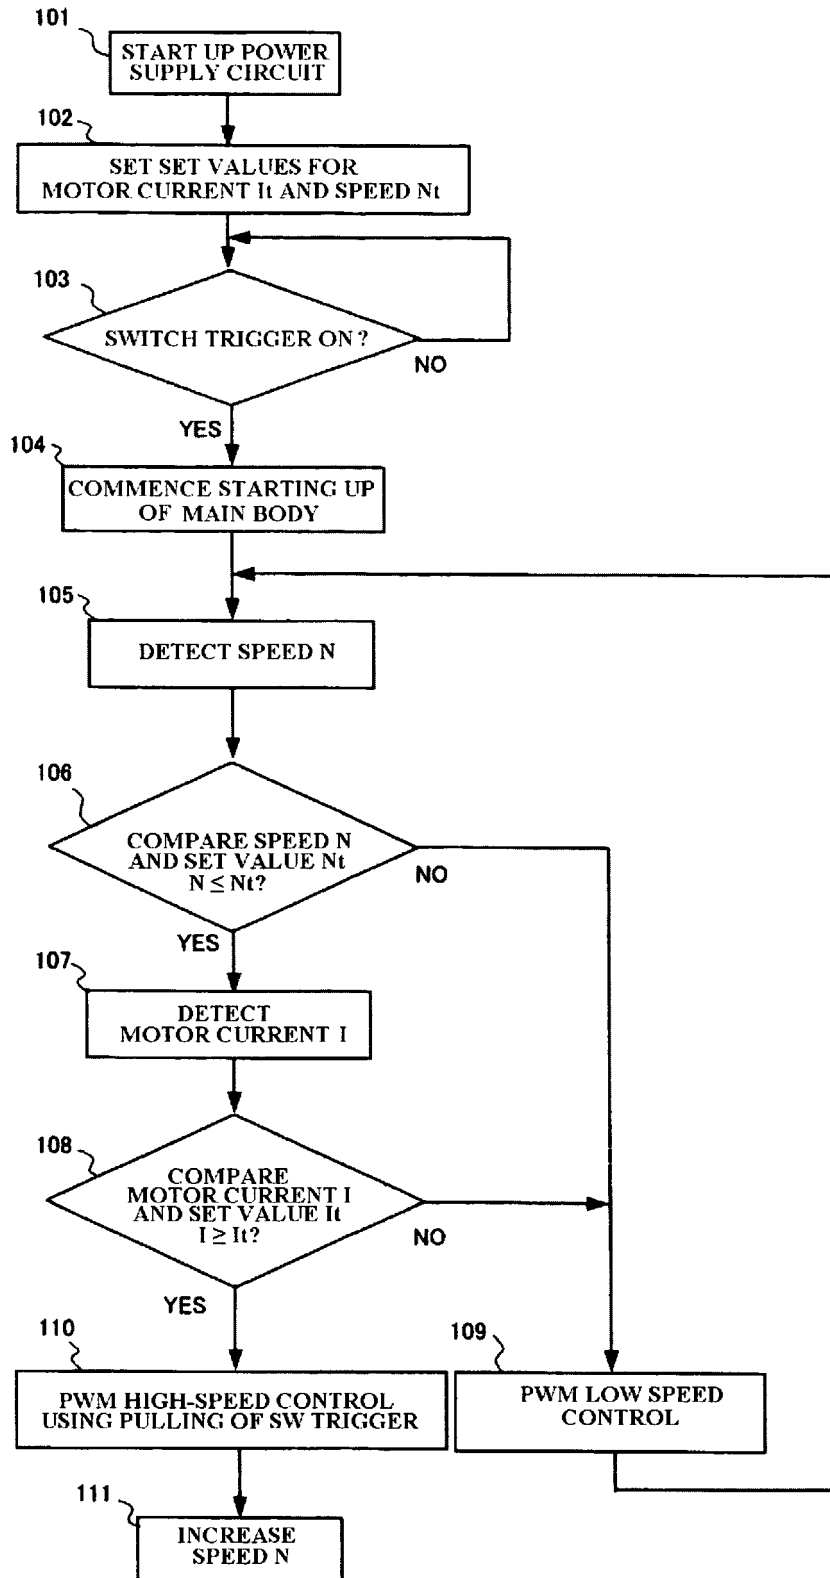 101
START UP POWER
SUPPLY CIRCUIT
102
SET SET VALUES FOR
MOTOR CURRENT It AND SPEED Nt
103
SWITCH TRIGGER ON?
NO
YES
104
COMMENCE STARTING UP
OF MAIN BODY
105
DETECT SPEED N
106
COMPARE SPEED N
AND SET VALUE Nt
N ≤ Nt?
NO
YES
107
DETECT
MOTOR CURRENT I
108
COMPARE
MOTOR CURRENT I
AND SET VALUE It
I ≥ It?
NO
YES
110
PWM HIGH-SPEED CONTROL
USING PULLING OF SW TRIGGER
109
PWM LOW SPEED
CONTROL
111
INCREASE
SPEED N